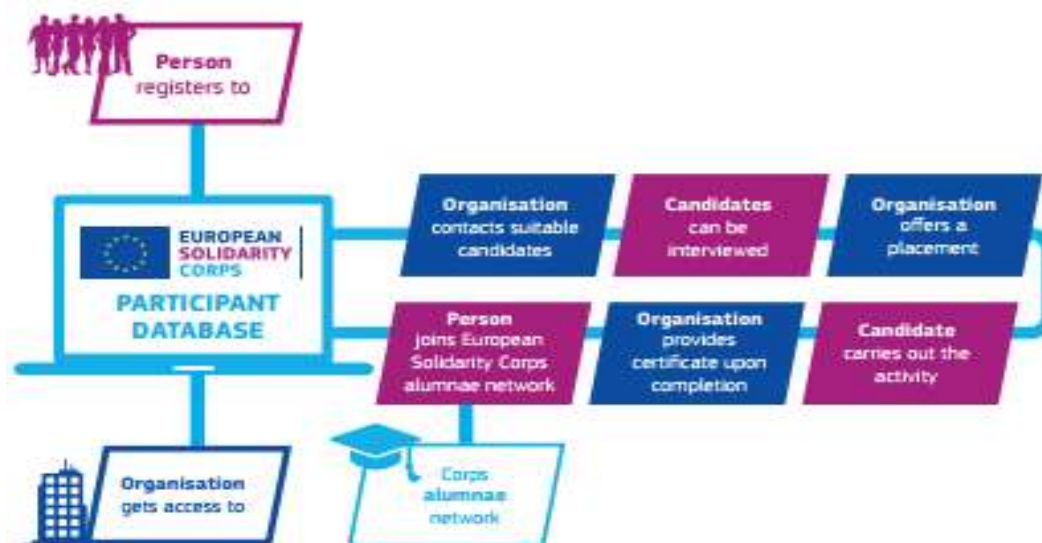 Person
registers to
EUROPEAN
SOLIDARITY
CORPS
PARTICIPANT
DATABASE
Organisation
gets access to
Organisation
contacts suitable
candidates
Candidates
can be
interviewed
Organisation
offers a
placement
Candidate
carries out the
activity
Organisation
provides
certificate upon
completion
Person
joins European
Solidarity Corps
alumnae network
Corps
alumnae
network